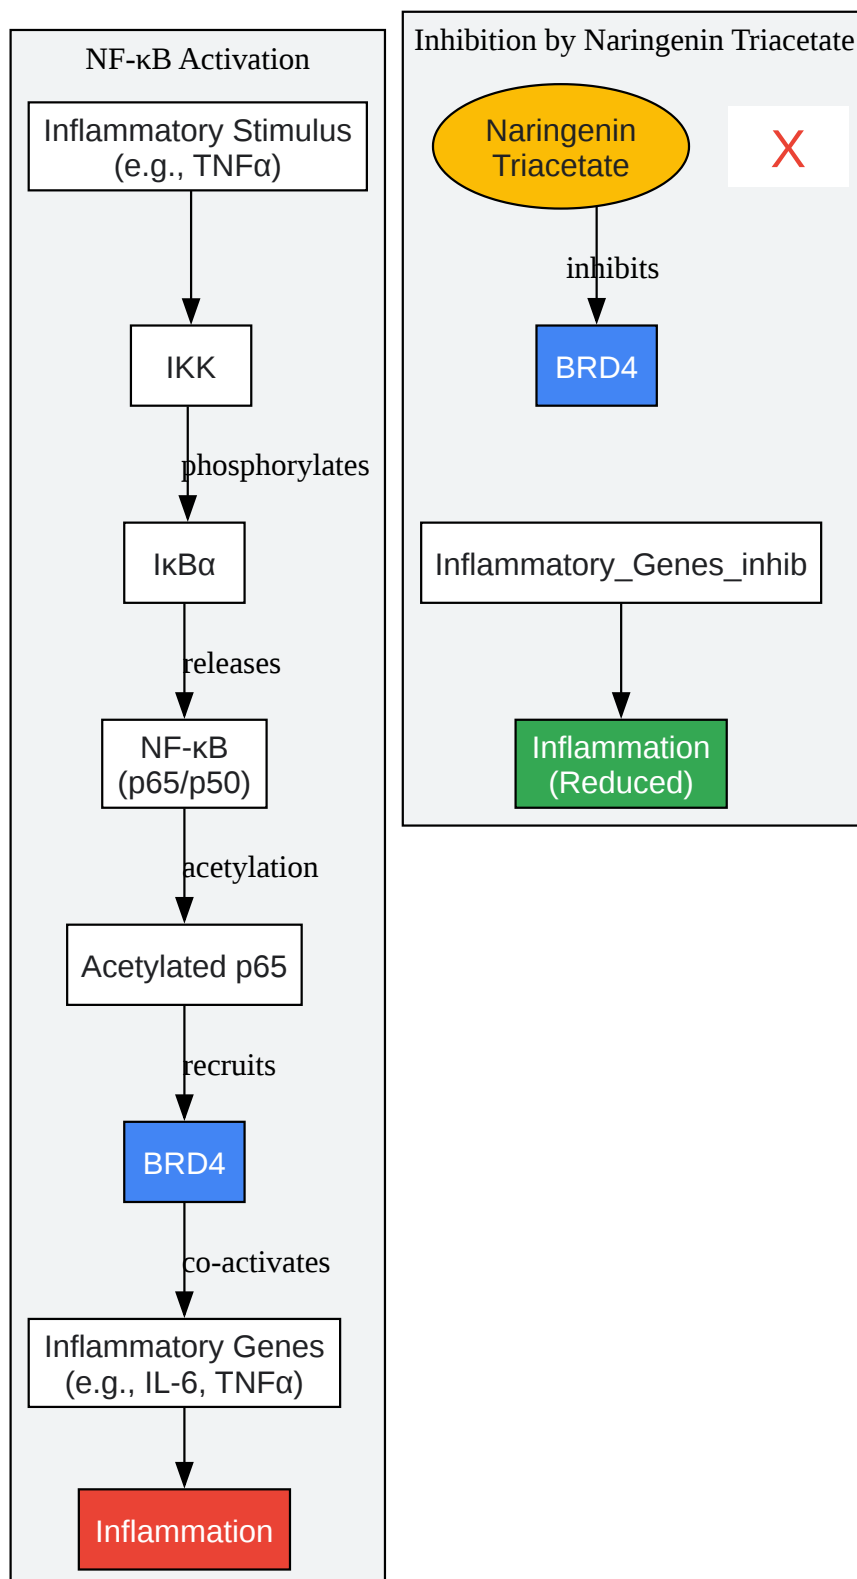 NF-κB Activation
Inflammatory Stimulus
(e.g., TNFα)
IKK
phosphorylates
IκBα
releases
NF-κB
(p65/p50)
acetylation
Acetylated p65
recruits
BRD4
co-activates
Inflammatory Genes
(e.g., IL-6, TNFα)
Inflammation
Inhibition by Naringenin Triacetate
Naringenin
Triacetate
X
inhibits
BRD4
Inflammatory_Genes_inhib
Inflammation
(Reduced)